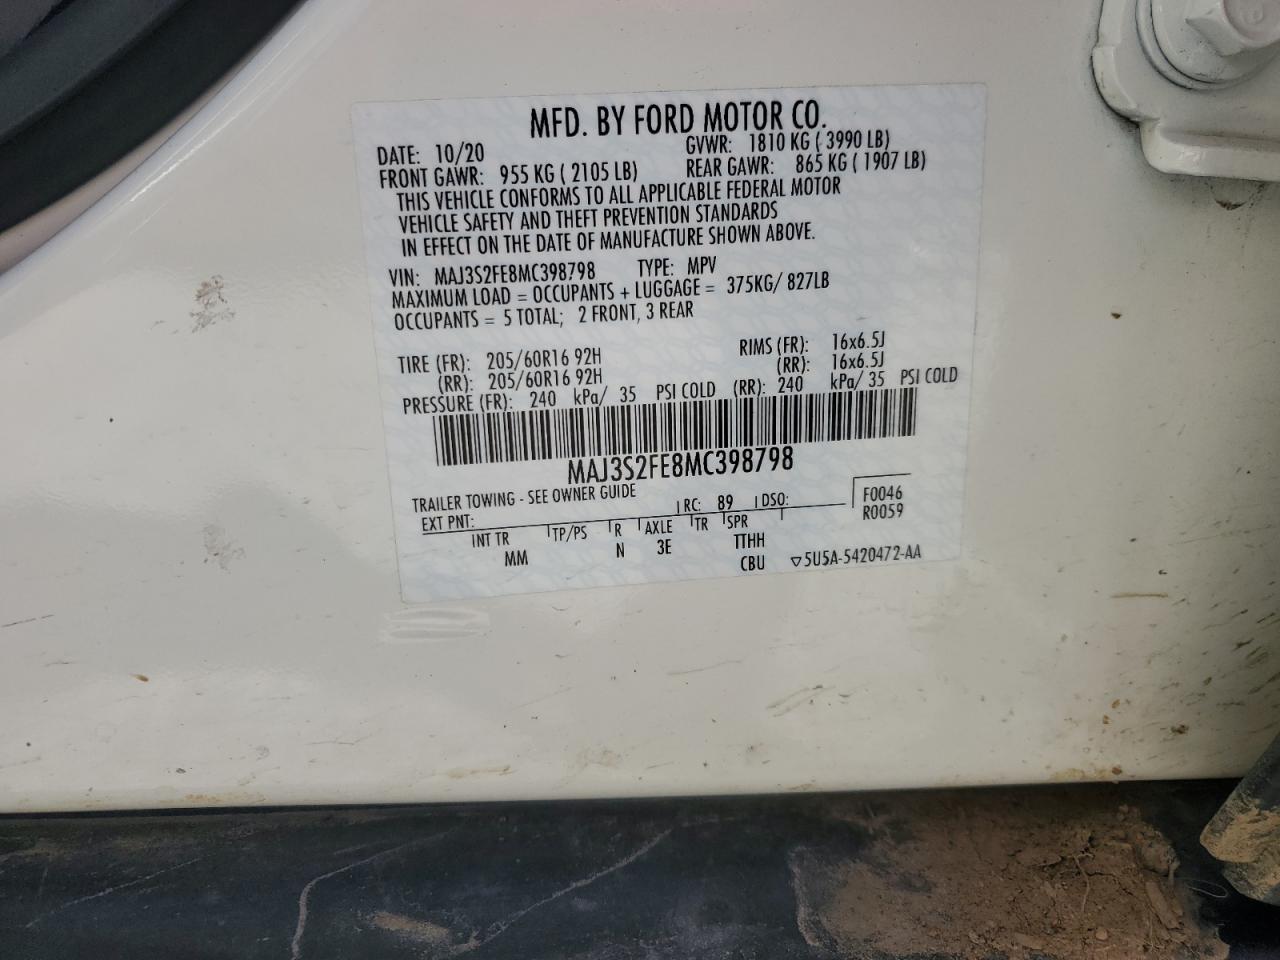 MFD. BY FORD MOTOR CO.
DATE: 10/20 GVWR: 1810 KG ( 3990 LB)
FRONT GAWR: 955 KG ( 2105 LB) REAR GAWR: 865 KG ( 1907 LB)
THIS VEHICLE CONFORMS TO ALL APPLICABLE FEDERAL MOTOR
VEHICLE SAFETY AND THEFT PREVENTION STANDARDS
IN EFFECT ON THE DATE OF MANUFACTURE SHOWN ABOVE.
VIN: MAJ3S2FE8MC398798 TYPE: MPV
MAXIMUM LOAD = OCCUPANTS + LUGGAGE = 375KG/ 827LB
OCCUPANTS = 5 TOTAL; 2 FRONT, 3 REAR
TIRE (FR): 205/60R16 92H RIMS (FR): 16x6.5J
(RR): 205/60R16 92H (RR): 16x6.5J
PRESSURE (FR): 240 kPa/ 35 PSI COLD (RR): 240 kPa/ 35 PSI COLD
MAJ3S2FE8MC398798
TRAILER TOWING - SEE OWNER GUIDE
EXT PNT: RC: 89 DSO: F0046
R0059
INT TR TP/PS R AXLE TR SPR
MM N 3E TTHH
CBU ▽5U5A-5420472-AA